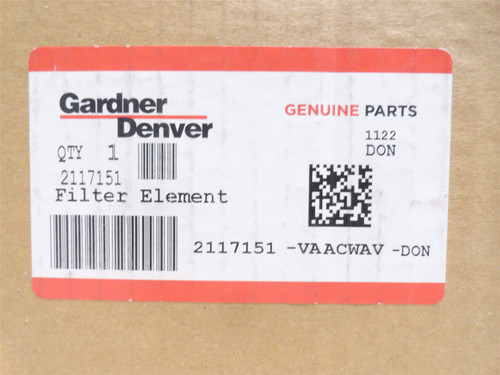 Gardner
Denver
GENUINE PARTS
1122
DON
QTY 1
2117151
Filter Element
2117151 -VAACWAV -DON